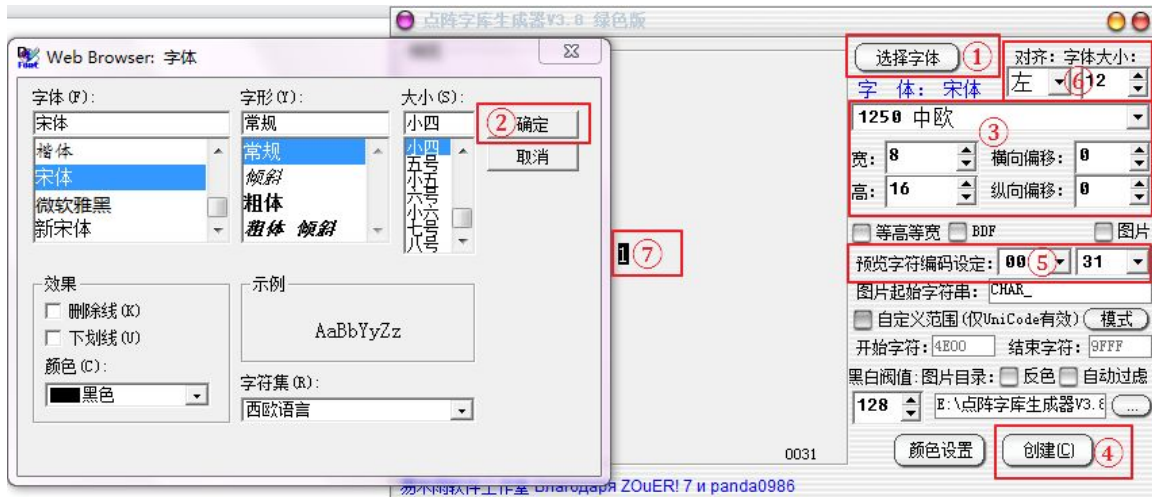 点阵字库生成器V3.8 绿色版
Web Browser: 字体
字体(F):
宋体
楷体
宋体
微软雅黑
新宋体
字形(Y):
常规
常规
倾斜
粗体
粗体 倾斜
大小(S):
小四
小四
五号
小五
六号
小六
七号
八号
② 确定
取消
效果
删除线(K)
下划线(U)
颜色(C):
黑色
示例
AaBbYyZz
字符集(R):
西欧语言
1 ⑦
0031
选择字体 ①
对齐: 字体大小:
字 体: 宋体
左 ⑥ 12
1250 中欧
③
宽: 8 横向偏移: 0
高: 16 纵向偏移: 0
等高等宽 BDF 图片
预览字符编码设定: 00 ⑤ 31
图片起始字符串: CHAR_
自定义范围(仅UniCode有效) 模式
开始字符: 4E00 结束字符: 9FFF
黑白阀值: 图片目录: 反色 自动过虑
128 E:\点阵字库生成器V3.8 ...
颜色设置 创建(C) ④
易木雨软件工作室 Благодаря ZOuER! 7 и panda0986